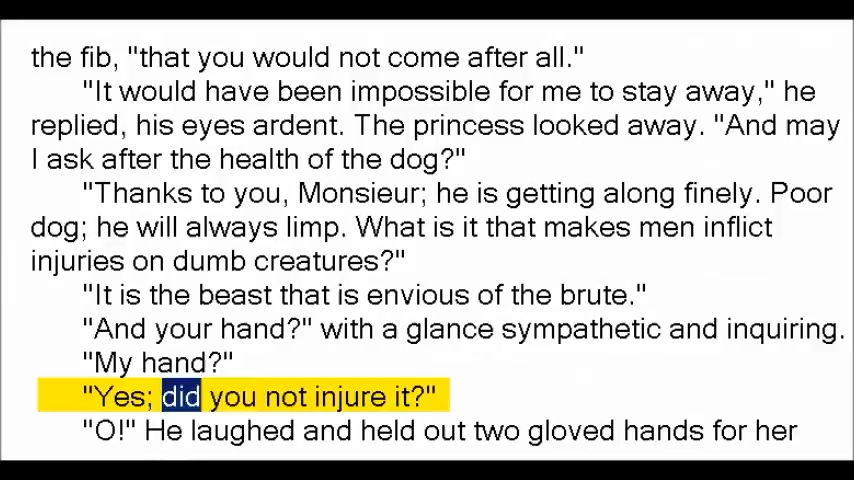 the fib, "that you would not come after all."
"It would have been impossible for me to stay away," he
replied, his eyes ardent. The princess looked away. "And may
I ask after the health of the dog?"
"Thanks to you, Monsieur; he is getting along finely. Poor
dog; he will always limp. What is it that makes men inflict
injuries on dumb creatures?"
"It is the beast that is envious of the brute."
"And your hand?" with a glance sympathetic and inquiring.
"My hand?"
"Yes; did you not injure it?"
"O!" He laughed and held out two gloved hands for her